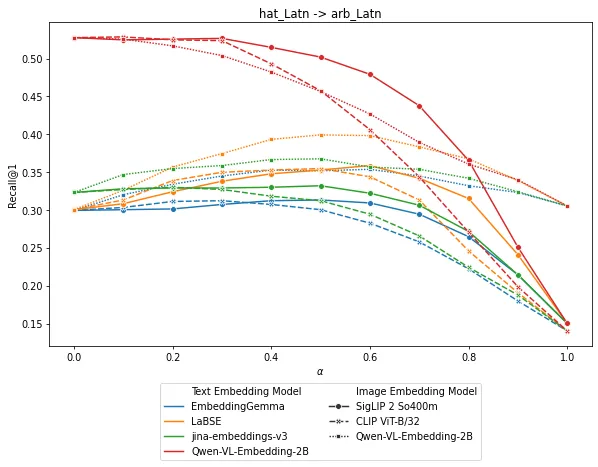 hat_Latn -> arb_Latn
Recall@1
0.50
0.45
0.40
0.35
0.30
0.25
0.20
0.15
0.0
0.2
0.4
0.6
0.8
1.0
α
Text Embedding Model
EmbeddingGemma
LaBSE
jina-embeddings-v3
Qwen-VL-Embedding-2B
Image Embedding Model
SigLIP 2 So400m
CLIP ViT-B/32
Qwen-VL-Embedding-2B